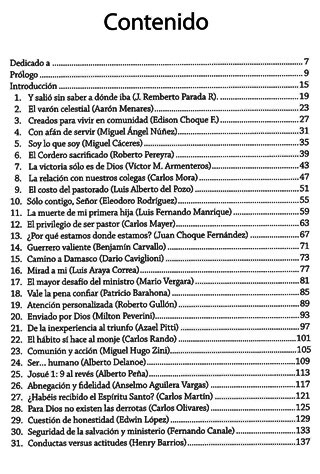 Contenido
Dedicado a .......... 7
Prólogo .......... 9
Introducción .......... 15
1. Y salió sin saber a dónde iba (J. Remberto Parada R). .......... 19
2. El varón celestial (Aarón Menares) .......... 23
3. Creados para vivir en comunidad (Edison Choque F.) .......... 27
4. Con afán de servir (Miguel Ángel Núñez) .......... 31
5. Soy lo que soy (Miguel Cáceres) .......... 35
6. El Cordero sacrificado (Roberto Pereyra) .......... 39
7. La victoria sólo es de Dios (Víctor M. Armenteros) .......... 43
8. La relación con nuestros colegas (Carlos Mora) .......... 47
9. El costo del pastorado (Luis Alberto del Pozo) .......... 51
10. Sólo contigo, Señor (Eleodoro Rodríguez) .......... 55
11. La muerte de mi primera hija (Luis Fernando Manrique) .......... 59
12. El privilegio de ser pastor (Carlos Mayer) .......... 63
13. ¿Por qué estamos donde estamos? (Juan Choque Fernández) .......... 67
14. Guerrero valiente (Benjamín Carvallo) .......... 71
15. Camino a Damasco (Dario Caviglioni) .......... 73
16. Mirad a mi (Luis Araya Correa) .......... 77
17. El mayor desafío del ministro (Mario Vergara) .......... 81
18. Vale la pena confiar (Patricio Barahona) .......... 85
19. Atención personalizada (Roberto Gullón) .......... 89
20. Enviado por Dios (Milton Peverini) .......... 93
21. De la inexperiencia al triunfo (Azael Pitti) .......... 97
22. El hábito sí hace al monje (Carlos Rando) .......... 101
23. Comunión y acción (Miguel Hugo Zini) .......... 105
24. Ser... humano (Alberto Delanoe) .......... 109
25. Josué 1: 9 al revés (Alberto Peña) .......... 113
26. Abnegación y fidelidad (Anselmo Aguilera Vargas) .......... 117
27. ¿Habéis recibido el Espíritu Santo? (Carlos Martín) .......... 121
28. Para Dios no existen las derrotas (Carlos Olivares) .......... 125
29. Cuestión de honestidad (Edwin López) .......... 129
30. Seguridad de la salvación y ministerio (Fernando Canale) .......... 133
31. Conductas versus actitudes (Henry Barrios) .......... 137